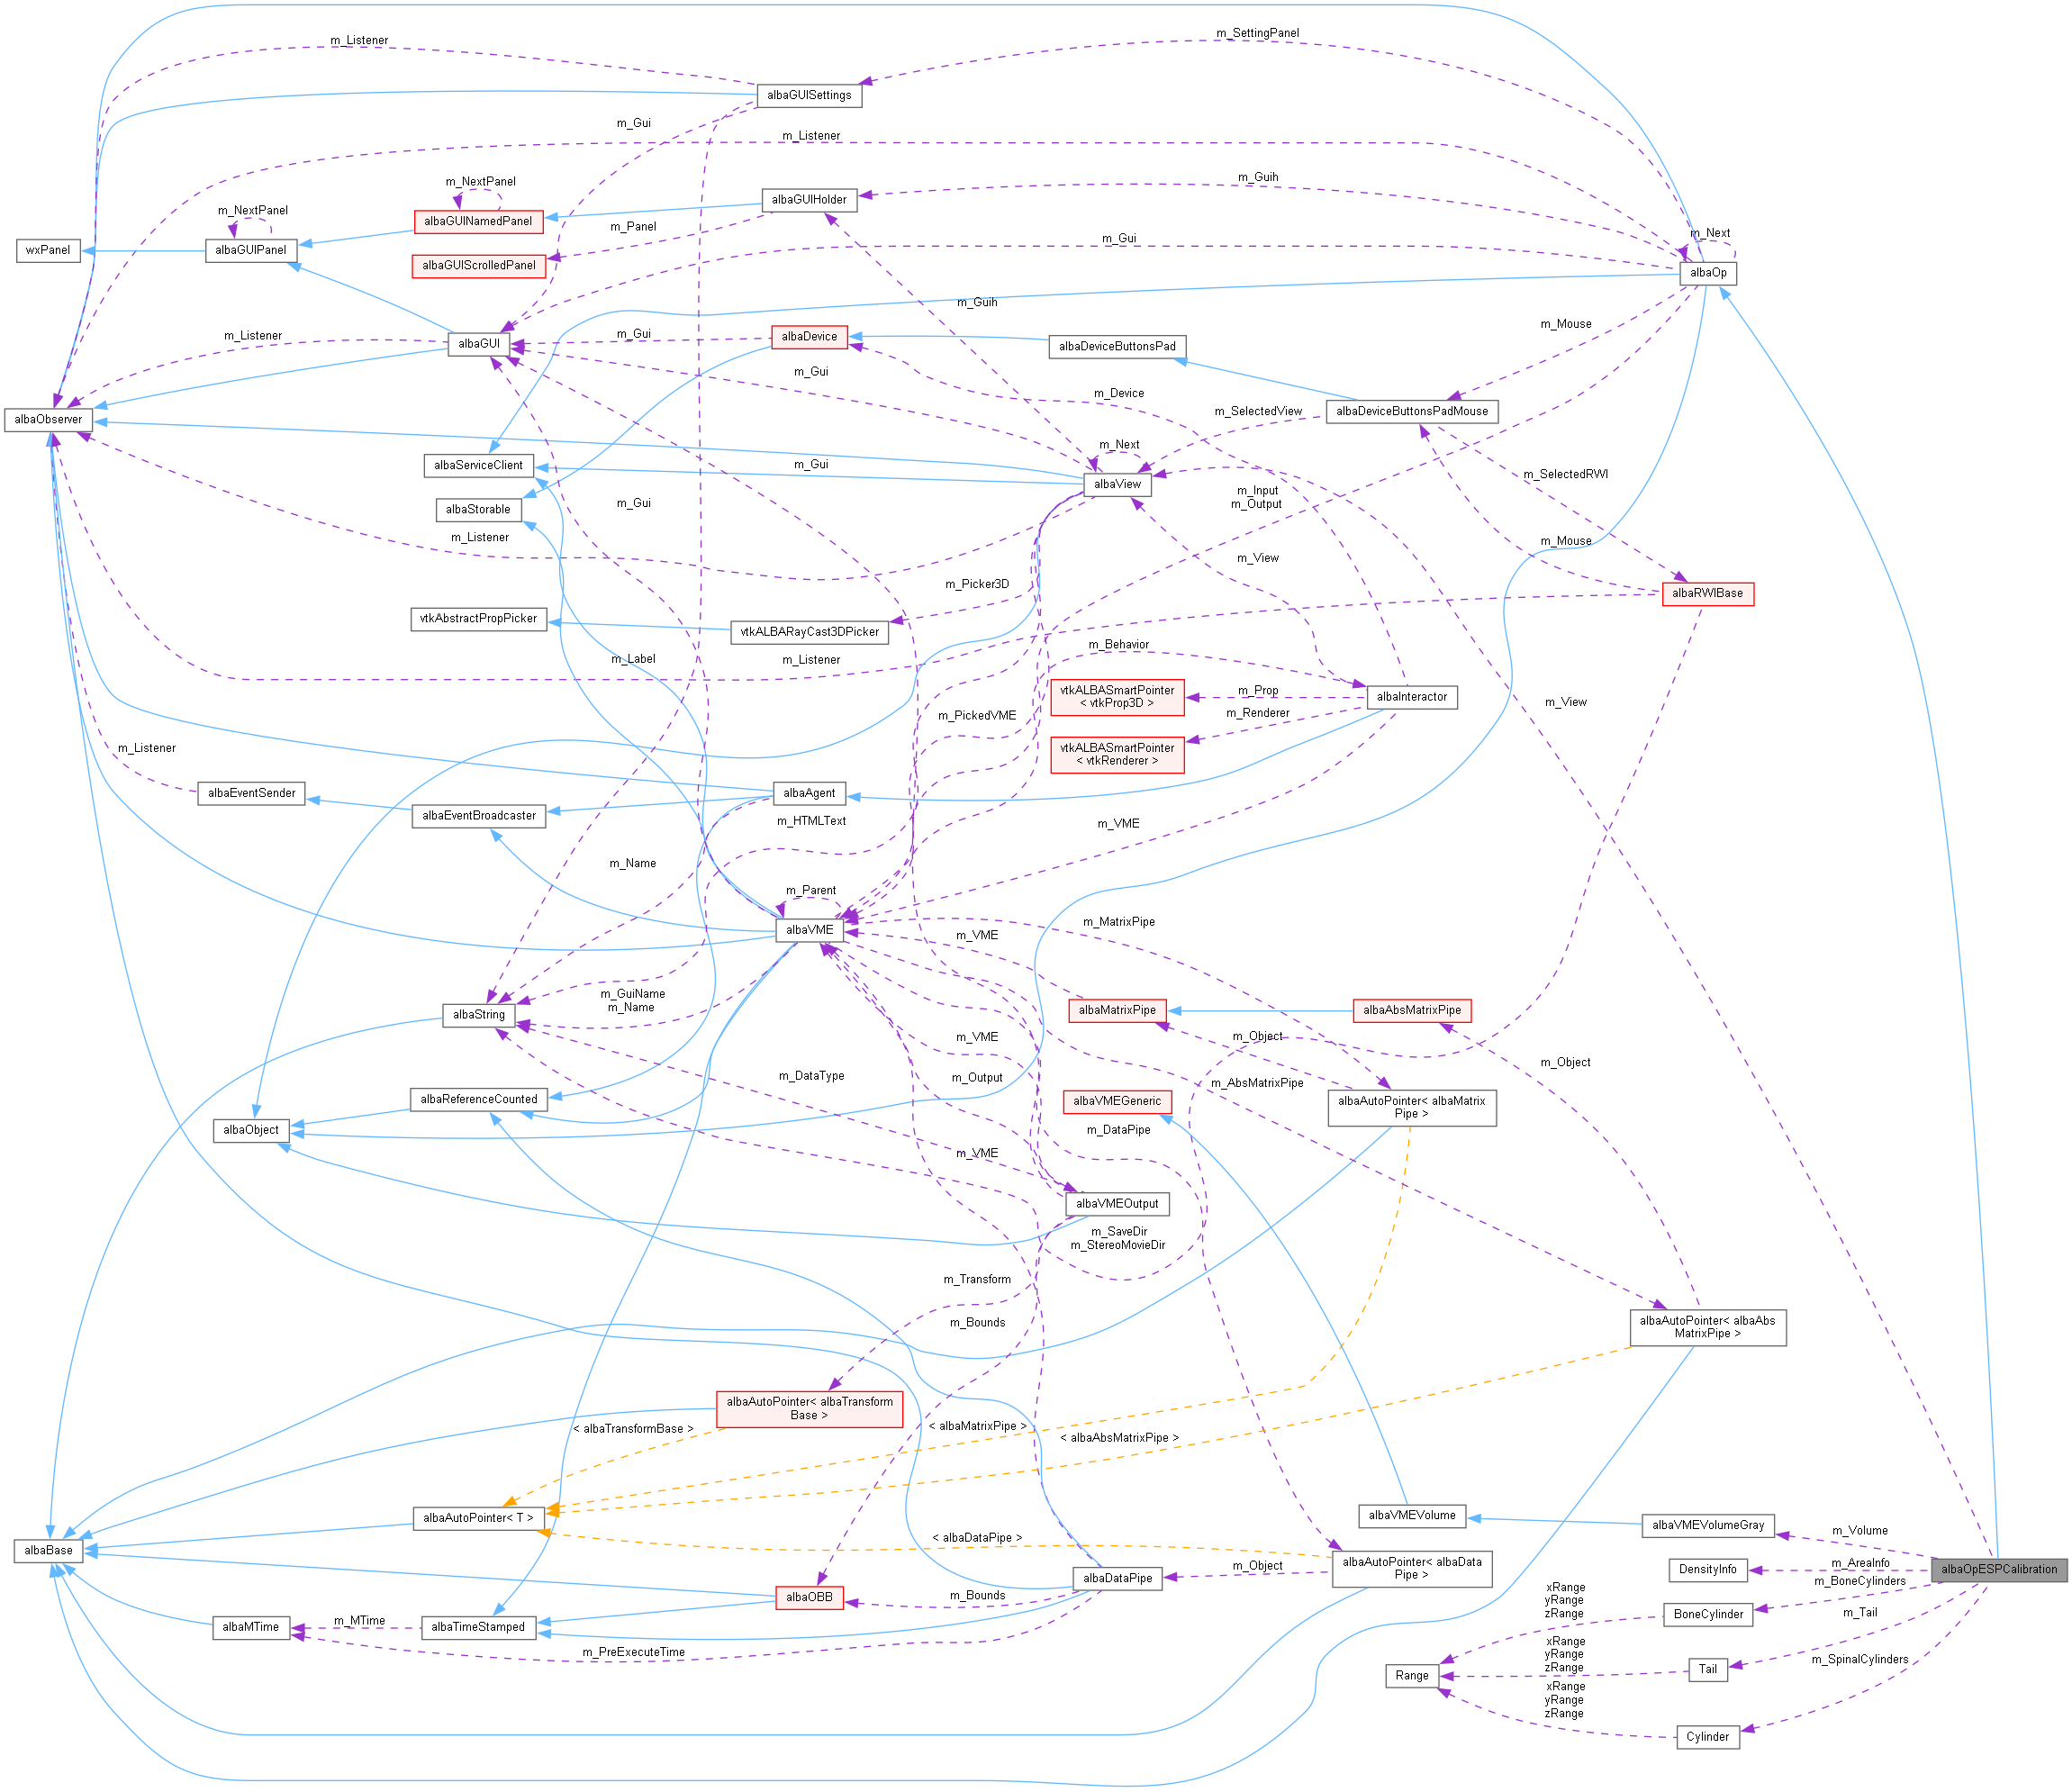 m_Listener
m_SettingPanel
albaGUISettings
m_Gui
m_Listener
m_NextPanel
m_Guih
albaGUIHolder
m_NextPanel
albaGUINamedPanel
m_Panel
m_Gui
m_Next
wxPanel
albaGUIPanel
albaGUIScrolledPanel
albaOp
m_Guih
m_Listener
m_Gui
albaDevice
m_Mouse
albaGUI
albaDeviceButtonsPad
m_Gui
m_Device
m_SelectedView
albaDeviceButtonsPadMouse
albaObserver
m_Next
albaServiceClient
m_Gui
albaView
m_SelectedRWI
m_Input
m_Output
m_Gui
albaStorable
m_Listener
m_Mouse
m_View
m_Picker3D
albaRWIBase
vtkAbstractPropPicker
vtkALBARayCast3DPicker
m_Behavior
m_Label
m_Listener
vtkALBASmartPointer
< vtkProp3D >
m_Prop
albaInteractor
m_View
m_PickedVME
m_Renderer
m_Listener
vtkALBASmartPointer
< vtkRenderer >
albaEventSender
albaAgent
albaEventBroadcaster
m_HTMLText
m_VME
m_Name
m_Parent
albaVME
m_MatrixPipe
m_VME
m_GuiName
m_Name
albaString
albaMatrixPipe
albaAbsMatrixPipe
m_VME
m_Object
m_Object
m_DataType
m_Output
m_AbsMatrixPipe
albaReferenceCounted
albaVMEGeneric
albaAutoPointer< albaMatrix
Pipe >
albaObject
m_DataPipe
m_VME
albaVMEOutput
m_SaveDir
m_StereoMovieDir
m_Transform
m_Bounds
albaAutoPointer< albaAbs
MatrixPipe >
albaAutoPointer< albaTransform
Base >
< albaTransformBase >
< albaMatrixPipe >
< albaAbsMatrixPipe >
albaAutoPointer< T >
albaVMEVolume
albaVMEVolumeGray
m_Volume
albaBase
< albaDataPipe >
albaAutoPointer< albaData
Pipe >
m_Object
DensityInfo
m_AreaInfo
albaOpESPCalibration
albaDataPipe
m_BoneCylinders
xRange
yRange
zRange
albaOBB
m_Bounds
BoneCylinder
m_Tail
albaMTime
m_MTime
albaTimeStamped
m_PreExecuteTime
xRange
yRange
zRange
Range
Tail
m_SpinalCylinders
xRange
yRange
zRange
Cylinder